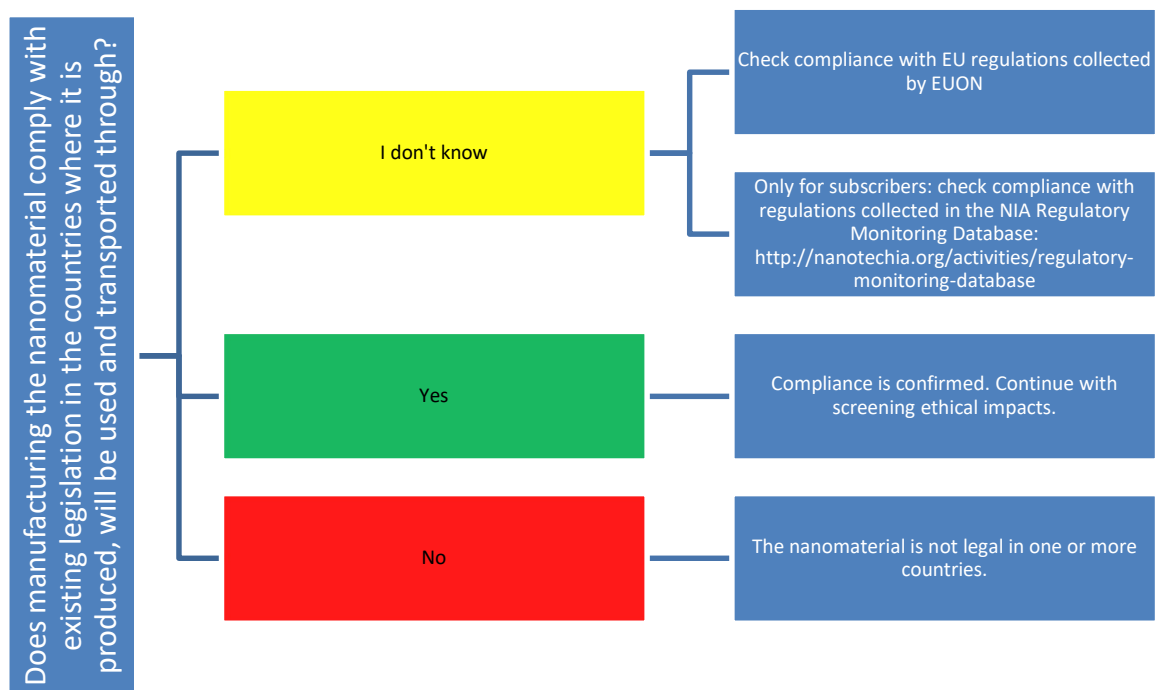 Does manufacturing the nanomaterial comply with
existing legislation in the countries where it is
produced, will be used and transported through?
I don't know
Check compliance with EU regulations collected
by EUON
Only for subscribers: check compliance with
regulations collected in the NIA Regulatory
Monitoring Database:
http://nanotechia.org/activities/regulatory-
monitoring-database
Yes
Compliance is confirmed. Continue with
screening ethical impacts.
No
The nanomaterial is not legal in one or more
countries.